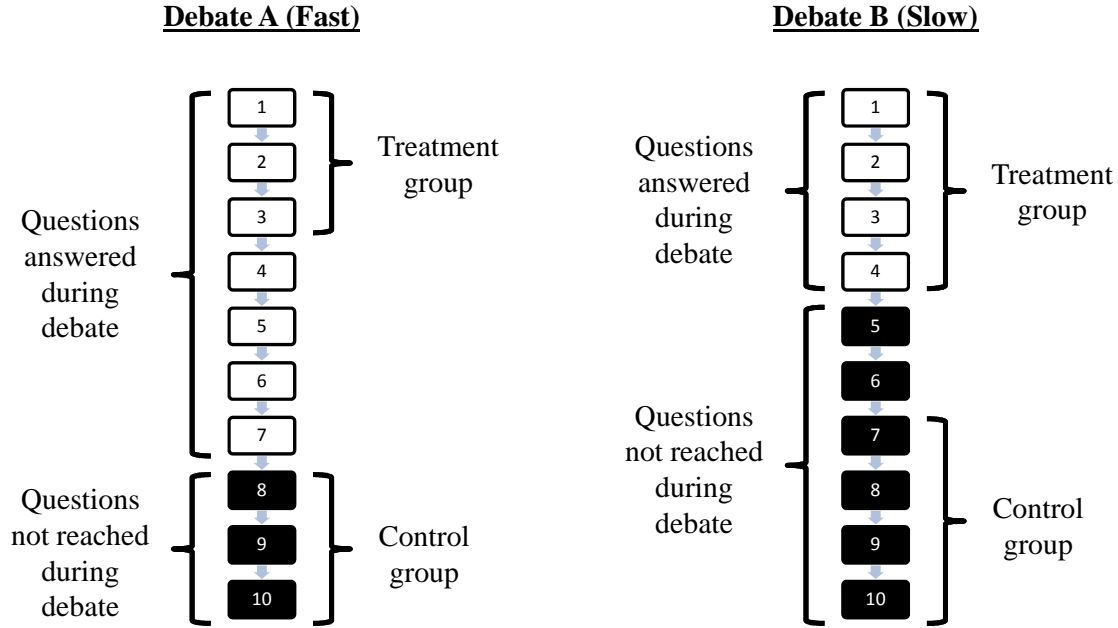 Debate A (Fast)
1
2
3
4
5
6
7
8
9
10
Questions
answered
during
debate
Treatment
group
Questions
not reached
during
debate
Control
group
Debate B (Slow)
1
2
3
4
5
6
7
8
9
10
Questions
answered
during
debate
Treatment
group
Questions
not reached
during
debate
Control
group